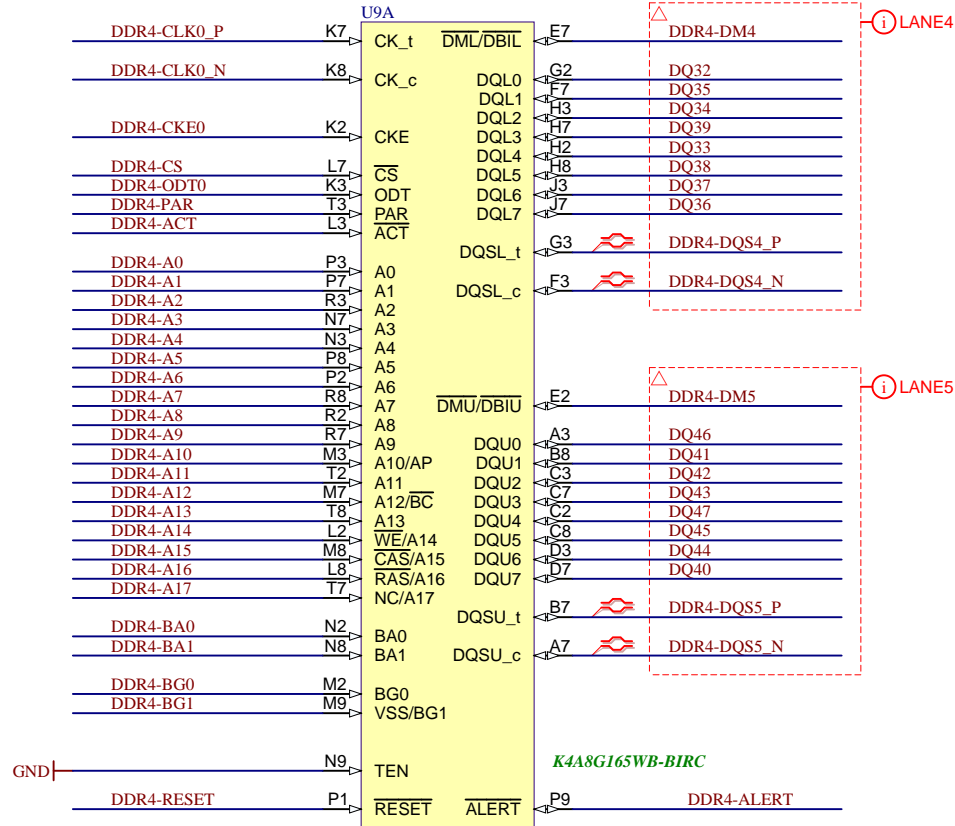 U9A
DDR4-CLK0_P K7 CK_t DML/DBIL E7 DDR4-DM4 i LANE4
DDR4-CLK0_N K8 CK_c DQL0 G2 DQ32
DQL1 F7 DQ35
DQL2 H3 DQ34
DDR4-CKE0 K2 CKE DQL3 H7 DQ39
DQL4 H2 DQ33
DDR4-CS L7 CS DQL5 H8 DQ38
DDR4-ODT0 K3 ODT DQL6 J3 DQ37
DDR4-PAR T3 PAR DQL7 J7 DQ36
DDR4-ACT L3 ACT
DQSL_t G3 DDR4-DQS4_P
DDR4-A0 P3 A0
DDR4-A1 P7 A1 DQSL_c F3 DDR4-DQS4_N
DDR4-A2 R3 A2
DDR4-A3 N7 A3
DDR4-A4 N3 A4
DDR4-A5 P8 A5
DDR4-A6 P2 A6 i LANE5
DDR4-A7 R8 A7 DMU/DBIU E2 DDR4-DM5
DDR4-A8 R2 A8
DDR4-A9 R7 A9 DQU0 A3 DQ46
DDR4-A10 M3 A10/AP DQU1 B8 DQ41
DDR4-A11 T2 A11 DQU2 C3 DQ42
DDR4-A12 M7 A12/BC DQU3 C7 DQ43
DDR4-A13 T8 A13 DQU4 C2 DQ47
DDR4-A14 L2 WE/A14 DQU5 C8 DQ45
DDR4-A15 M8 CAS/A15 DQU6 D3 DQ44
DDR4-A16 L8 RAS/A16 DQU7 D7 DQ40
DDR4-A17 T7 NC/A17
DQSU_t B7 DDR4-DQS5_P
DDR4-BA0 N2 BA0
DDR4-BA1 N8 BA1 DQSU_c A7 DDR4-DQS5_N
DDR4-BG0 M2 BG0
DDR4-BG1 M9 VSS/BG1
GND N9 TEN K4A8G165WB-BIRC
DDR4-RESET P1 RESET ALERT P9 DDR4-ALERT